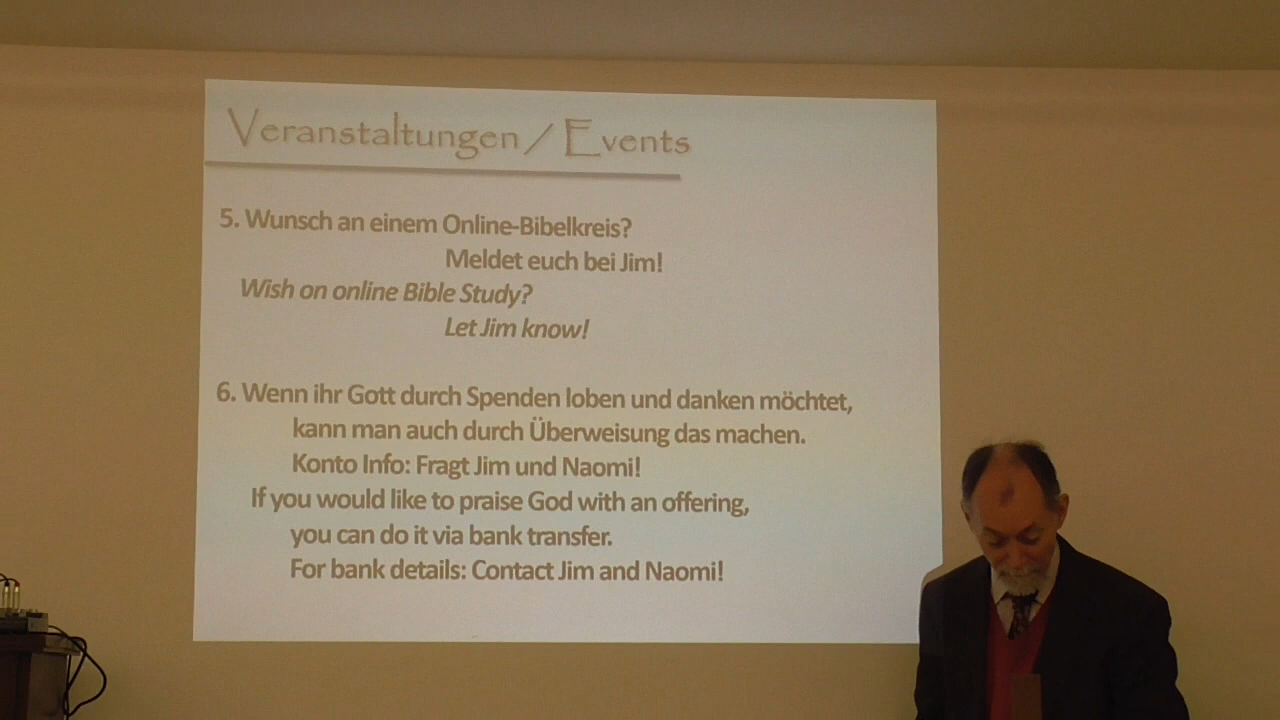 Veranstaltungen / Events
5. Wunsch an einem Online-Bibelkreis?
Meldet euch bei Jim!
Wish on online Bible Study?
Let Jim know!
6. Wenn ihr Gott durch Spenden loben und danken möchtet,
kann man auch durch Überweisung das machen.
Konto Info: Fragt Jim und Naomi!
If you would like to praise God with an offering,
you can do it via bank transfer.
For bank details: Contact Jim and Naomi!